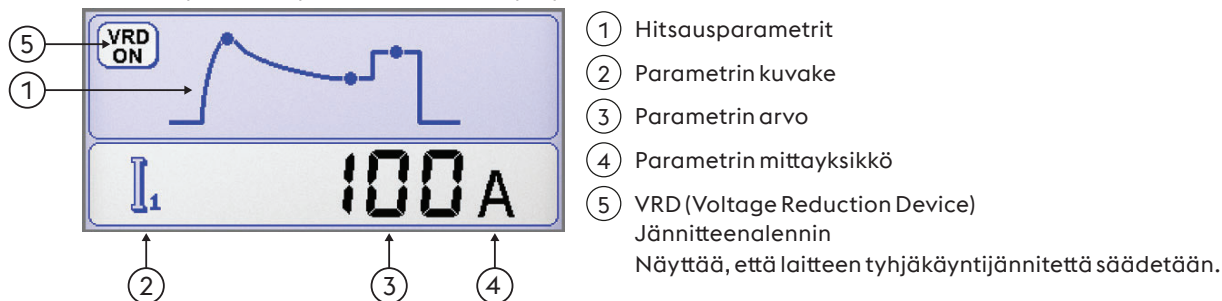 VRD
ON
5
1
I1
100 A
2
3
4
1 Hitsausparametrit
2 Parametrin kuvake
3 Parametrin arvo
4 Parametrin mittayksikkö
5 VRD (Voltage Reduction Device)
Jännitteenalennin
Näyttää, että laitteen tyhjäkäyntijännitettä säädetään.